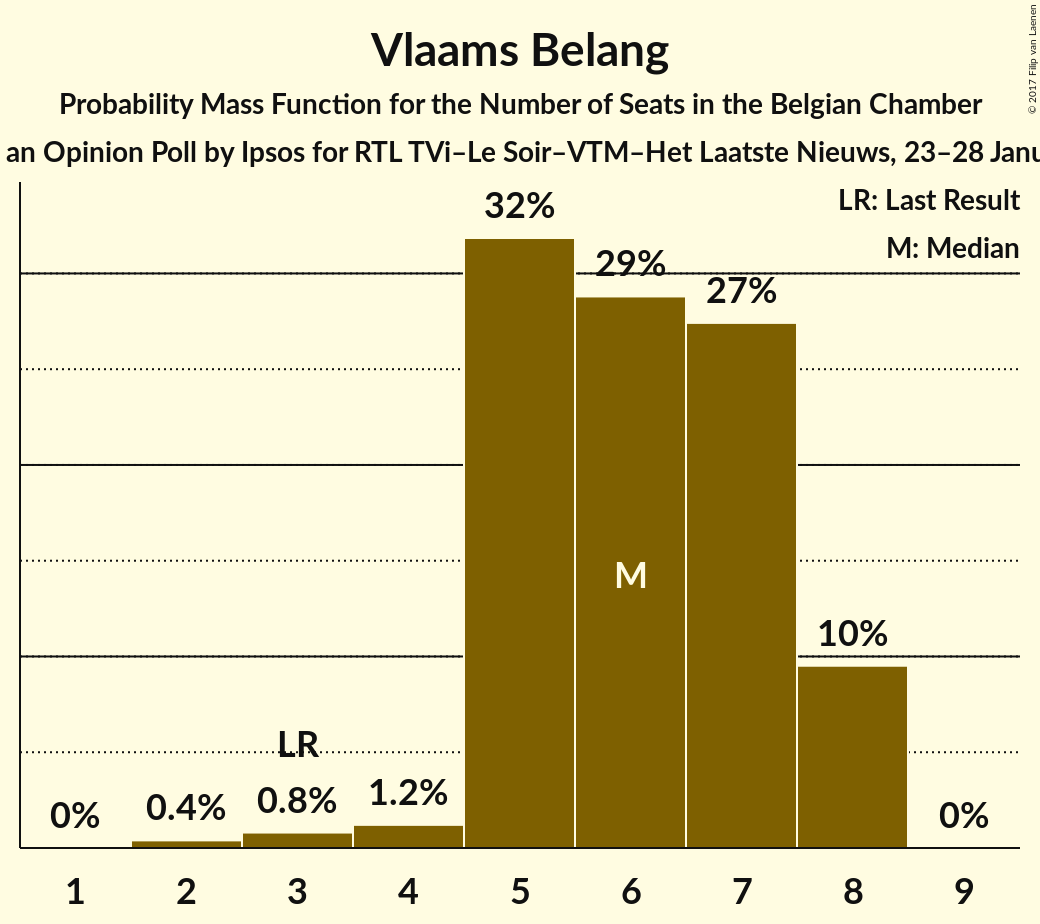 Vlaams Belang
Probability Mass Function for the Number of Seats in the Belgian Chamber
an Opinion Poll by Ipsos for RTL TVi–Le Soir–VTM–Het Laatste Nieuws, 23–28 Janu
© 2017 Filip van Laenen
LR: Last Result
M: Median
32%
29%
27%
M
10%
LR
0%
0.4%
0.8%
1.2%
0%
1 2 3 4 5 6 7 8 9